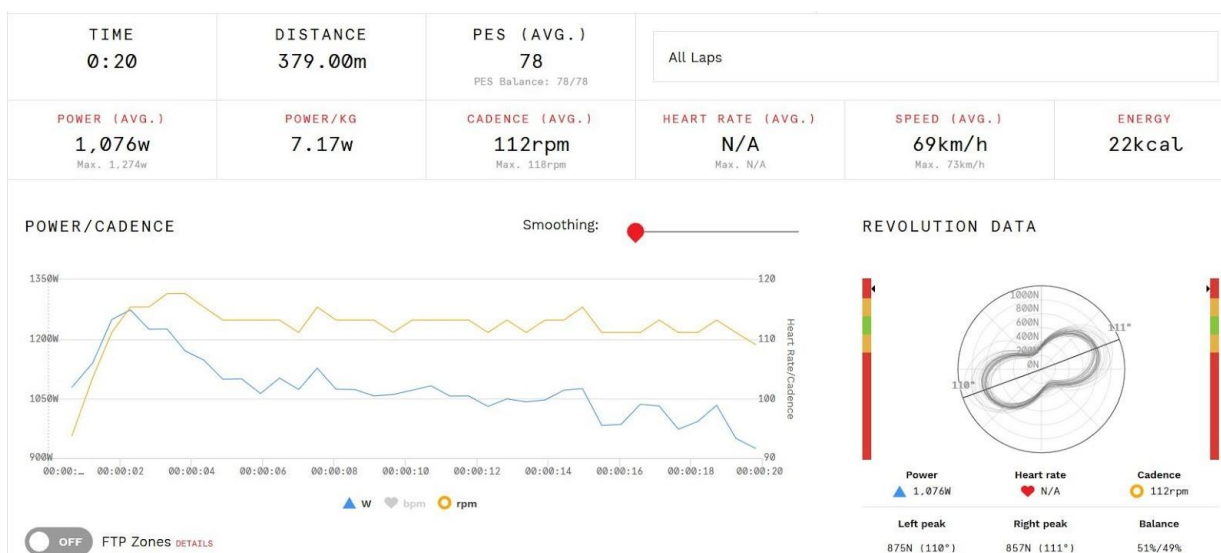 TIME
0:20
DISTANCE
379.00m
PES (AVG.)
78
PES Balance: 78/78
All Laps
POWER (AVG.)
1,076w
Max. 1,274w
POWER/KG
7.17w
CADENCE (AVG.)
112rpm
Max. 118rpm
HEART RATE (AVG.)
N/A
Max. N/A
SPEED (AVG.)
69km/h
Max. 73km/h
ENERGY
22kcal
POWER/CADENCE
Smoothing:
1350W
1200W
1050W
900W
120
110
100
90
Heart Rate/Cadence
00:00:…
00:00:02
00:00:04
00:00:06
00:00:08
00:00:10
00:00:12
00:00:14
00:00:16
00:00:18
00:00:20
W
bpm
rpm
OFF
FTP Zones DETAILS
REVOLUTION DATA
1000N
800N
600N
400N
200N
0N
111°
110°
Power
1,076W
Heart rate
N/A
Cadence
112rpm
Left peak
875N (110°)
Right peak
857N (111°)
Balance
51%/49%